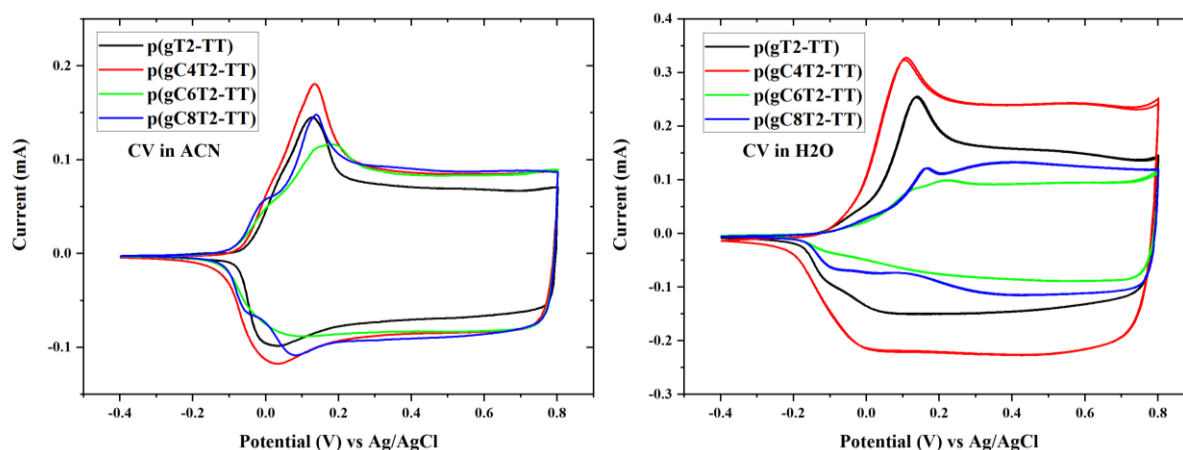 p(gT2-TT)
p(gC4T2-TT)
p(gC6T2-TT)
p(gC8T2-TT)
CV in ACN
Current (mA)
0.2
0.1
0.0
-0.1
-0.4
-0.2
0.0
0.2
0.4
0.6
0.8
Potential (V) vs Ag/AgCl
p(gT2-TT)
p(gC4T2-TT)
p(gC6T2-TT)
p(gC8T2-TT)
CV in H2O
Current (mA)
0.4
0.3
0.2
0.1
0.0
-0.1
-0.2
-0.3
-0.4
-0.2
0.0
0.2
0.4
0.6
0.8
Potential (V) vs Ag/AgCl